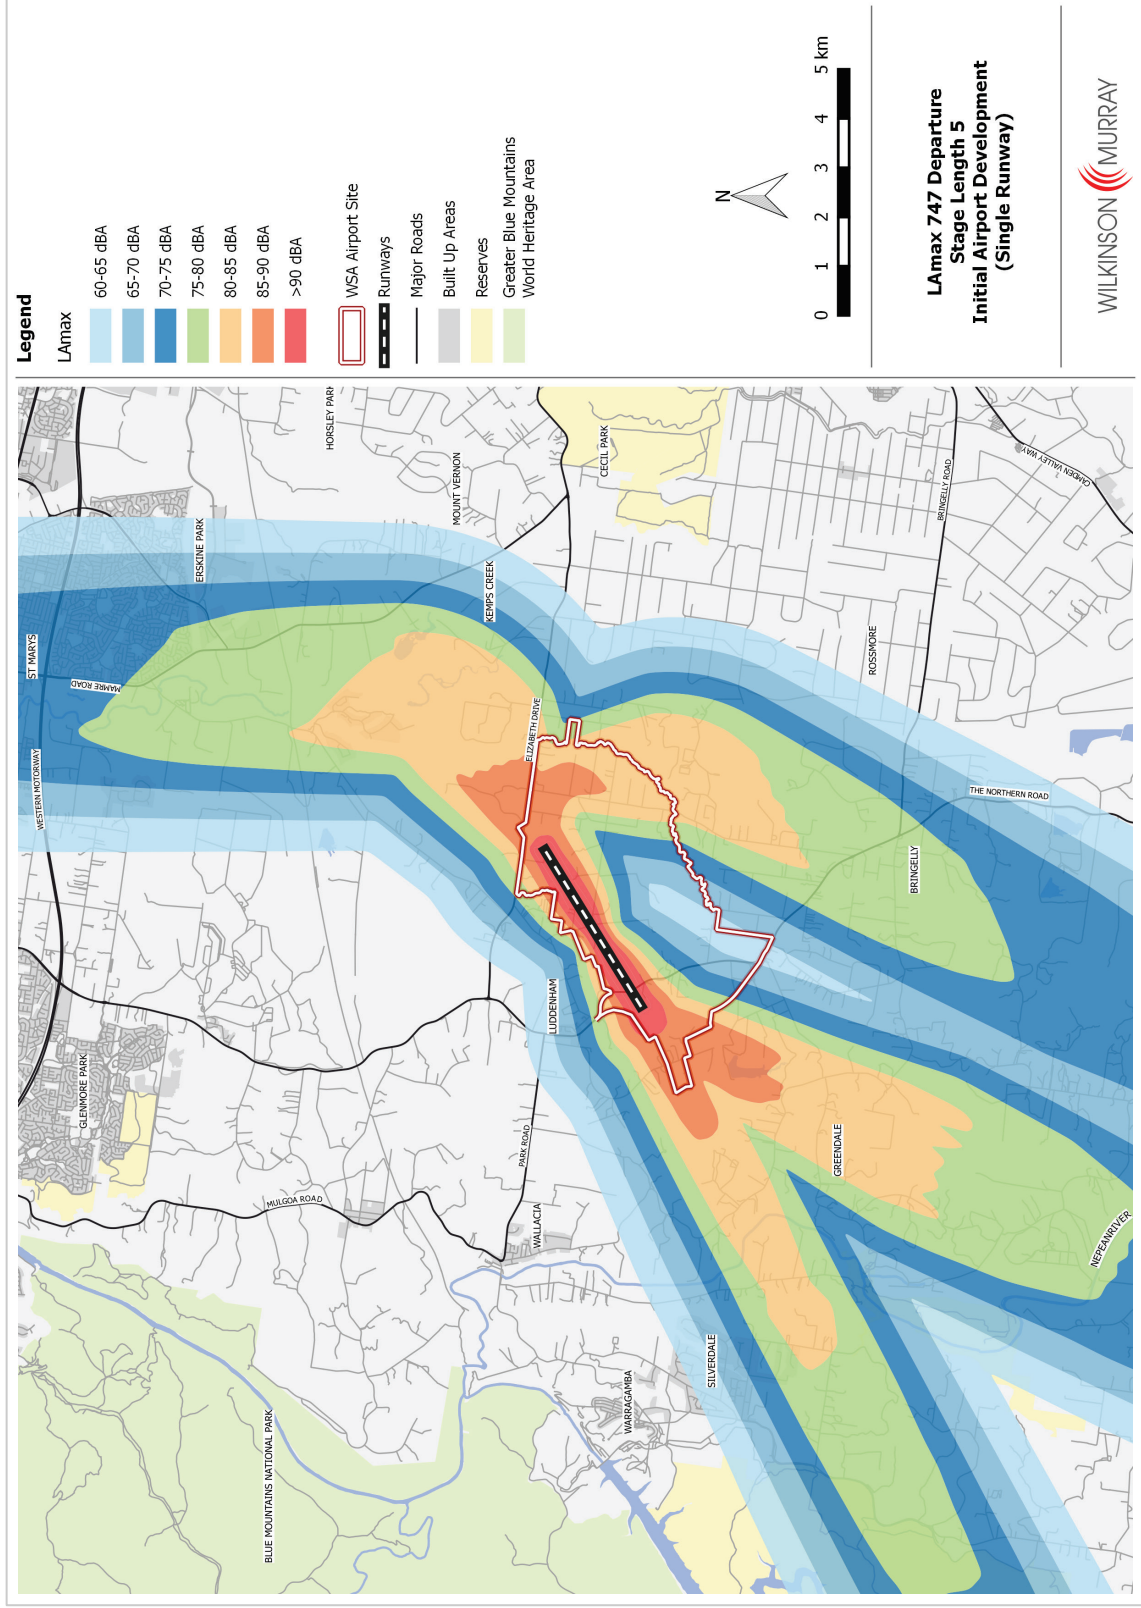 Legend
LAmax
60-65 dBA
65-70 dBA
70-75 dBA
75-80 dBA
80-85 dBA
85-90 dBA
>90 dBA
WSA Airport Site
Runways
Major Roads
Built Up Areas
Reserves
Greater Blue Mountains
World Heritage Area
N
0 1 2 3 4 5 km
LAmax 747 Departure
Stage Length 5
Initial Airport Development
(Single Runway)
WILKINSON MURRAY
ST MARYS
MAMRE ROAD
WESTERN MOTORWAY
GLENMORE PARK
ERSKINE PARK
HORSLEY PARK
MOUNT VERNON
KEMPS CREEK
CECIL PARK
ELIZABETH DRIVE
LUDDENHAM
PARK ROAD
MULGOA ROAD
WALLACIA
BLUE MOUNTAINS NATIONAL PARK
WARRAGAMBA
SILVERDALE
GREENDALE
BRINGELLY
ROSSMORE
BRINGELLY ROAD
CAMDEN VALLEY WAY
THE NORTHERN ROAD
NEPEANRIVER